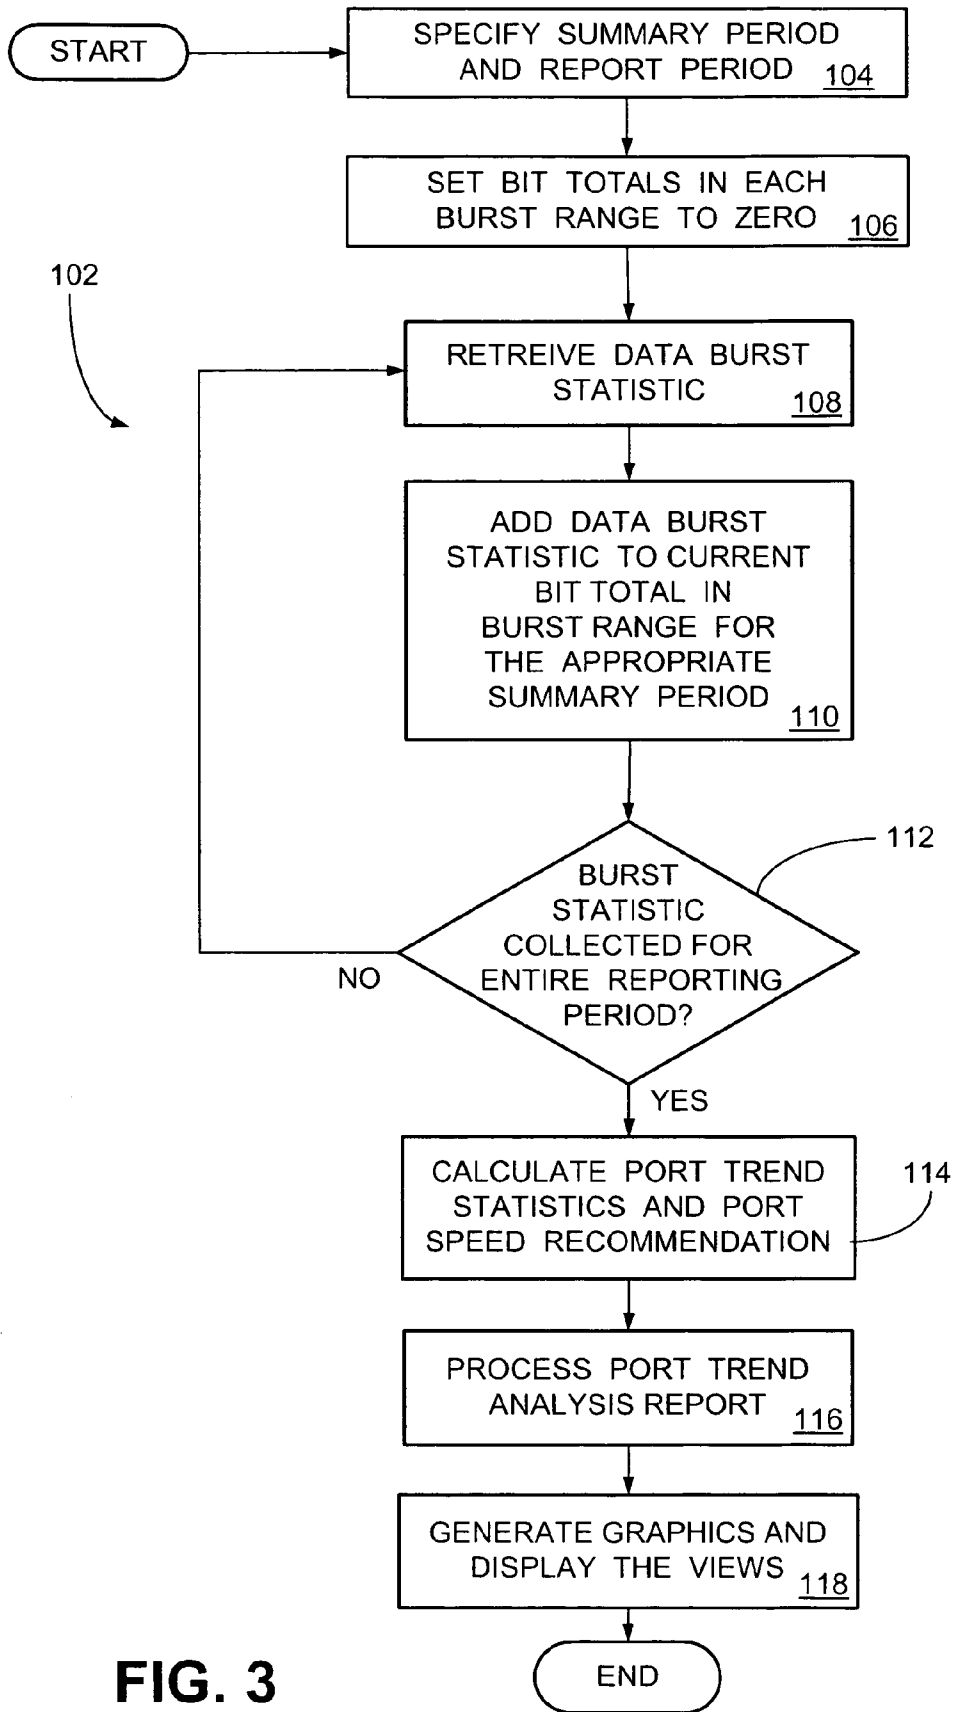 START
SPECIFY SUMMARY PERIOD
AND REPORT PERIOD
104
SET BIT TOTALS IN EACH
BURST RANGE TO ZERO
106
102
RETREIVE DATA BURST
STATISTIC
108
ADD DATA BURST
STATISTIC TO CURRENT
BIT TOTAL IN
BURST RANGE FOR
THE APPROPRIATE
SUMMARY PERIOD
110
112
BURST
STATISTIC
COLLECTED FOR
ENTIRE REPORTING
PERIOD?
NO
YES
CALCULATE PORT TREND
STATISTICS AND PORT
SPEED RECOMMENDATION
114
PROCESS PORT TREND
ANALYSIS REPORT
116
GENERATE GRAPHICS AND
DISPLAY THE VIEWS
118
END
FIG. 3